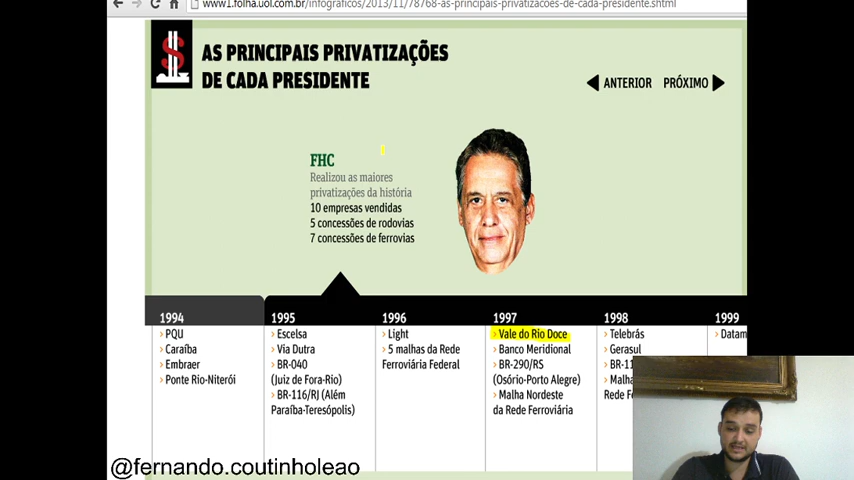 www1.folha.uol.com.br/infograficos/2013/11/78768-as-principais-privatizacoes-de-cada-presidente.shtml
$
AS PRINCIPAIS PRIVATIZAÇÕES
DE CADA PRESIDENTE
ANTERIOR PRÓXIMO
FHC
Realizou as maiores
privatizações da história
10 empresas vendidas
5 concessões de rodovias
7 concessões de ferrovias
1994
› PQU
› Caraíba
› Embraer
› Ponte Rio-Niterói
1995
› Escelsa
› Via Dutra
› BR-040
(Juiz de Fora-Rio)
› BR-116/RJ (Além
Paraíba-Teresópolis)
1996
› Light
› 5 malhas da Rede
Ferroviária Federal
1997
› Vale do Rio Doce
› Banco Meridional
› BR-290/RS
(Osório-Porto Alegre)
› Malha Nordeste
da Rede Ferroviária
1998
› Telebrás
› Gerasul
› BR-11
› Malha
Rede F
1999
› Datam
@fernando.coutinholeao